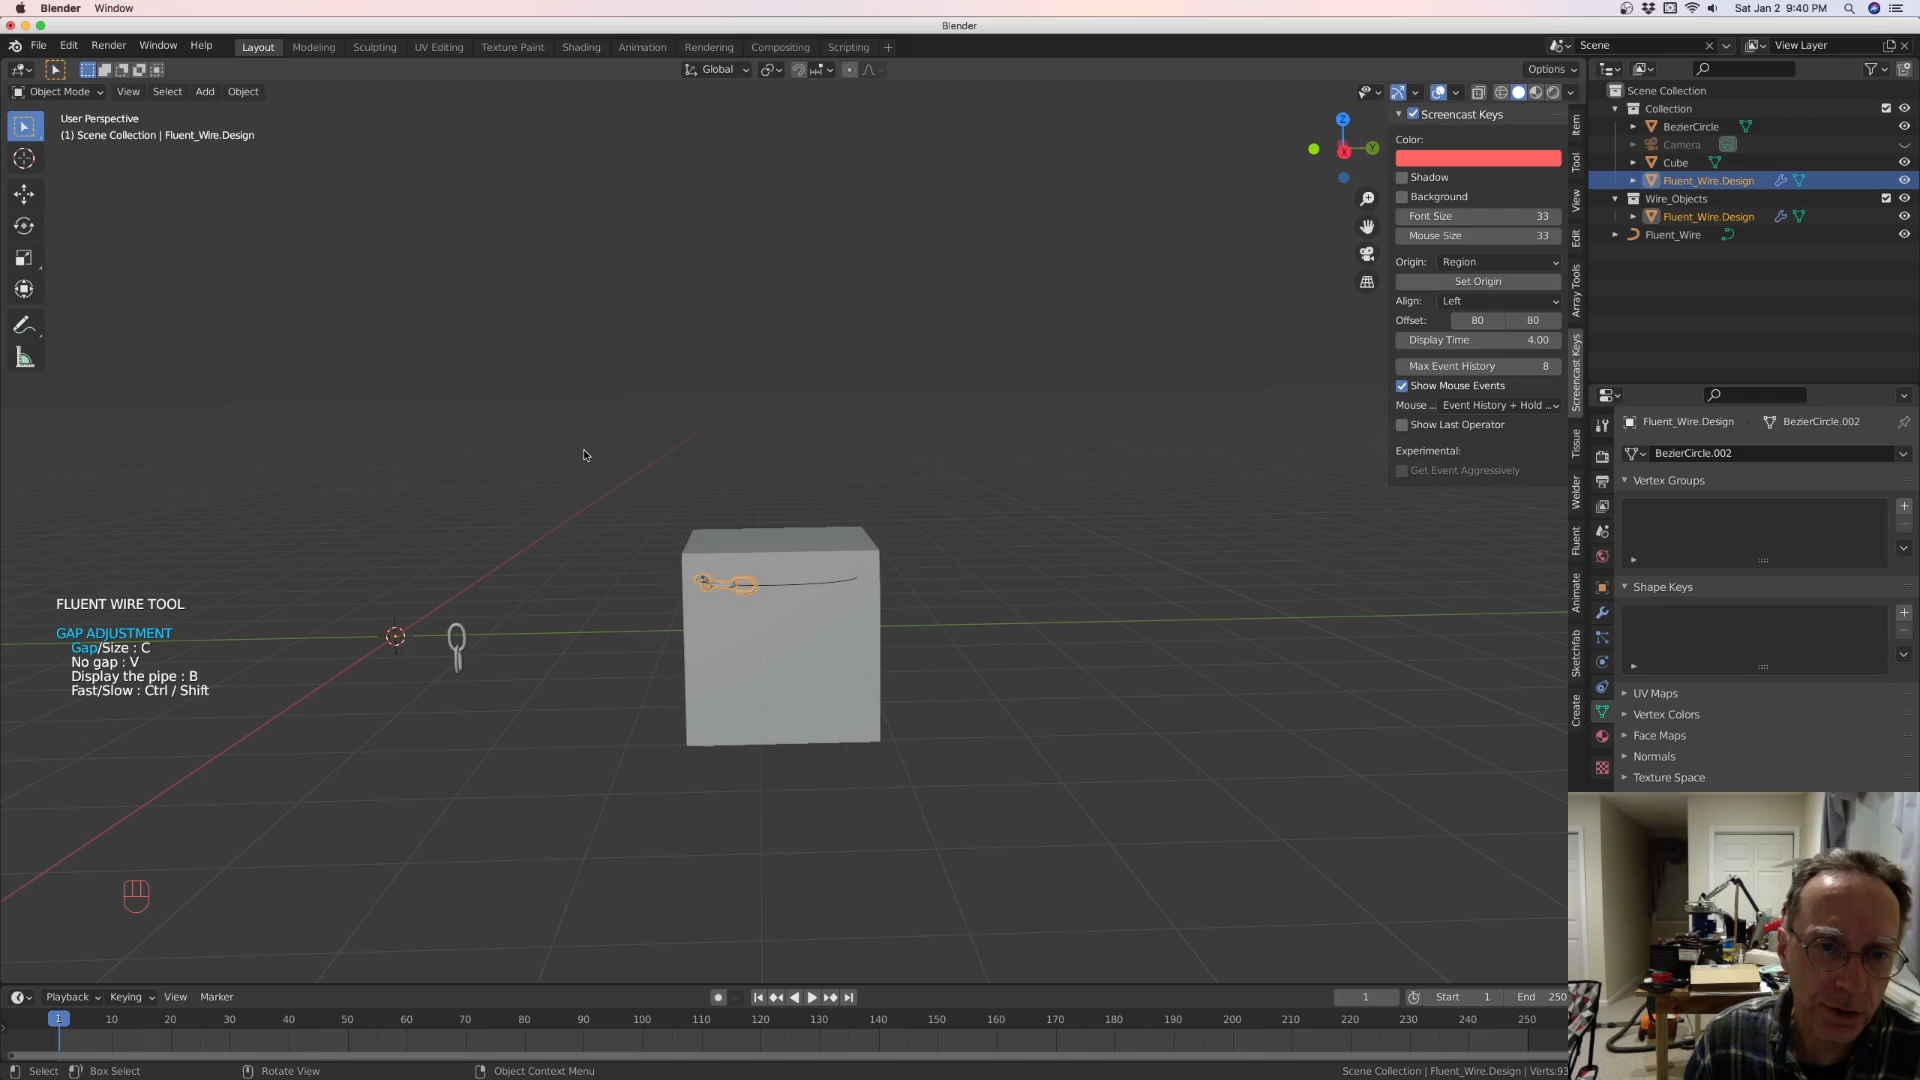 Blender Window Sat Jan 2 9:40 PM
Blender
File Edit Render Window Help Layout Modeling Sculpting UV Editing Texture Paint Shading Animation Rendering Compositing Scripting + Scene View Layer
Global Options
Object Mode View Select Add Object
User Perspective
(1) Scene Collection | Fluent_Wire.Design
Z
Y
X
Screencast Keys
Color:
Shadow
Background
Font Size 33
Mouse Size 33
Origin: Region
Set Origin
Align: Left
Offset: 80 80
Display Time 4.00
Max Event History 8
Show Mouse Events
Mouse ... Event History + Hold ...
Show Last Operator
Experimental:
Get Event Aggressively
Item
Tool
View
Edit
Array Tools
Screencast Keys
Tissue
Welder
Fluent
Animate
Sketchfab
Create
Scene Collection
Collection
BezierCircle
Camera
Cube
Fluent_Wire.Design
Wire_Objects
Fluent_Wire.Design
Fluent_Wire
Fluent_Wire.Design BezierCircle.002
BezierCircle.002
Vertex Groups
Shape Keys
UV Maps
Vertex Colors
Face Maps
Normals
Texture Space
FLUENT WIRE TOOL
GAP ADJUSTMENT
Gap/Size : C
No gap : V
Display the pipe : B
Fast/Slow : Ctrl / Shift
Playback Keying View Marker 1 Start 1 End 250
1 10 20 30 40 50 60 70 80 90 100 110 120 130 140 150 160 170 180 190 200 210 220 230 240 250
Select Box Select Rotate View Object Context Menu Scene Collection | Fluent_Wire.Design | Verts:93